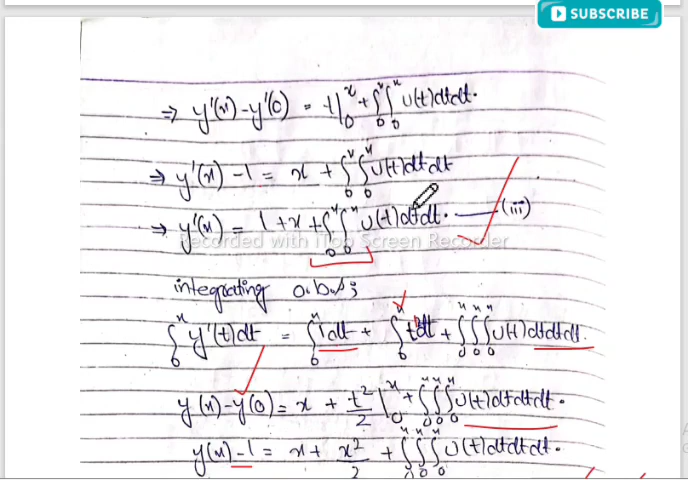 SUBSCRIBE
⇒ y'(x) - y'(0) = t|₀ˣ + ∫₀ˣ∫₀ˣ u(t)dtdt.
⇒ y'(x) - 1 = x + ∫₀ˣ∫₀ˣ u(t)dtdt
⇒ y'(x) = 1 + x + ∫₀ˣ∫₀ˣ u(t)dtdt. —— (iii)
Recorded with iTop Screen Recorder
integrating o.b.s;
∫₀ˣ y'(t)dt = ∫₀ˣ 1dt + ∫₀ˣ t dt + ∫₀ˣ∫₀ˣ∫₀ˣ u(t)dtdtdt.
y(x) - y(0) = x + t²/2|₀ˣ + ∫₀ˣ∫₀ˣ∫₀ˣ u(t)dtdtdt.
y(x) - 1 = x + x²/2 + ∫₀ˣ∫₀ˣ∫₀ˣ u(t)dtdtdt.